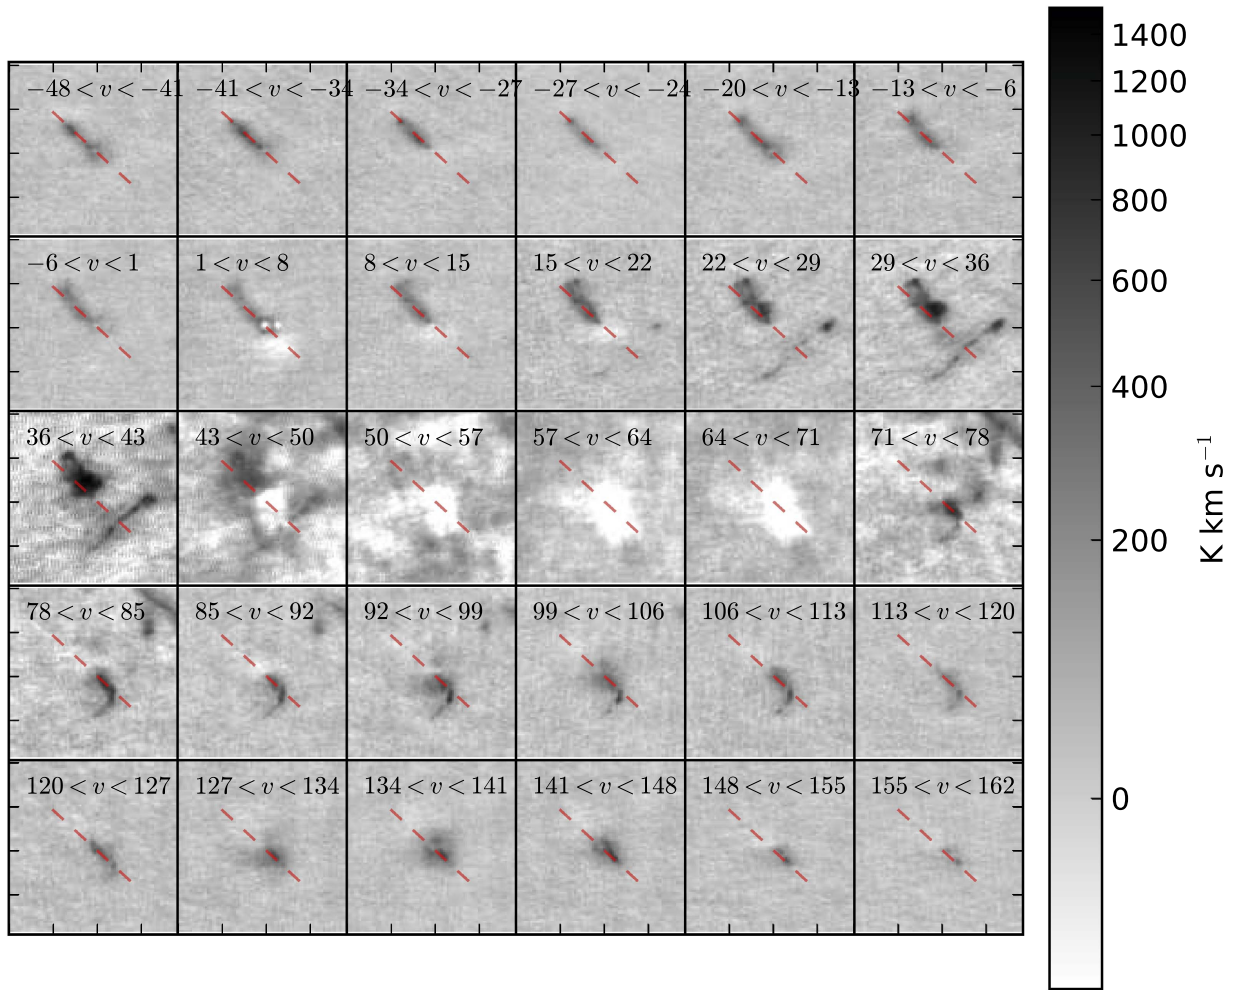 −48 < v < −41
−41 < v < −34
−34 < v < −27
−27 < v < −24
−20 < v < −13
−13 < v < −6
−6 < v < 1
1 < v < 8
8 < v < 15
15 < v < 22
22 < v < 29
29 < v < 36
36 < v < 43
43 < v < 50
50 < v < 57
57 < v < 64
64 < v < 71
71 < v < 78
78 < v < 85
85 < v < 92
92 < v < 99
99 < v < 106
106 < v < 113
113 < v < 120
120 < v < 127
127 < v < 134
134 < v < 141
141 < v < 148
148 < v < 155
155 < v < 162
1400
1200
1000
800
600
400
200
0
K km s⁻¹